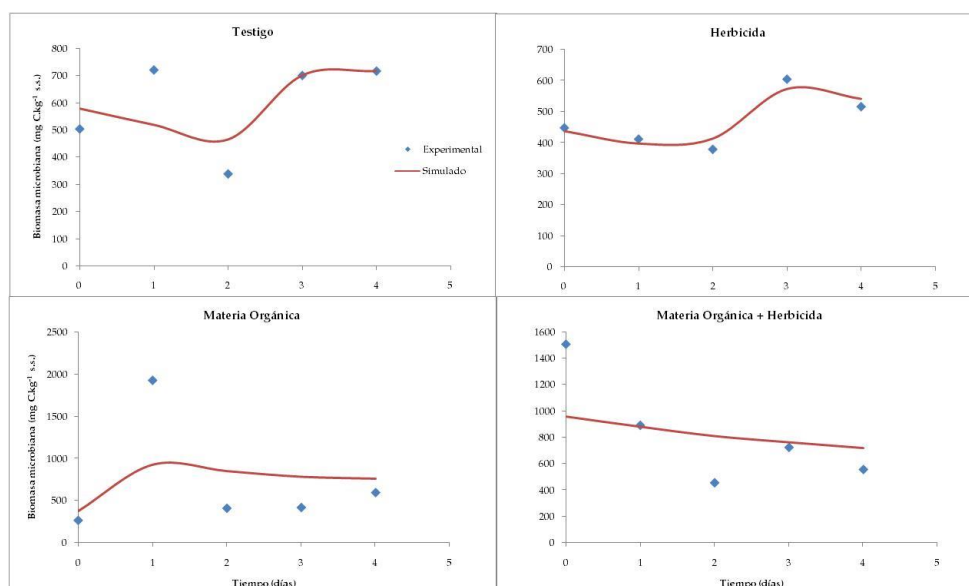 Testigo
Biomasa microbiana (mg C.kg⁻¹ s.s.)
800
700
600
500
400
300
200
100
0
0 1 2 3 4 5
Experimental
Simulado
Herbicida
700
600
500
400
300
200
100
0
0 1 2 3 4 5
Materia Orgánica
Biomasa microbiana (mg C.kg⁻¹ s.s.)
2500
2000
1500
1000
500
0
0 1 2 3 4 5
Tiempo (días)
Materia Orgánica + Herbicida
1600
1400
1200
1000
800
600
400
200
0
0 1 2 3 4 5
Tiempo (días)